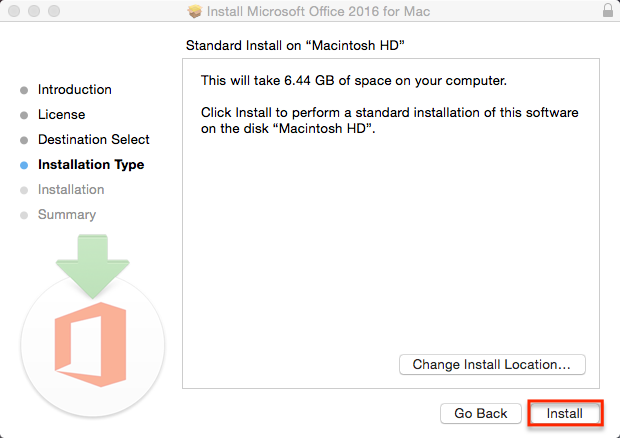 Install Microsoft Office 2016 for Mac
Standard Install on “Macintosh HD”
Introduction
License
Destination Select
Installation Type
Installation
Summary
This will take 6.44 GB of space on your computer.
Click Install to perform a standard installation of this software
on the disk “Macintosh HD”.
Change Install Location...
Go Back
Install